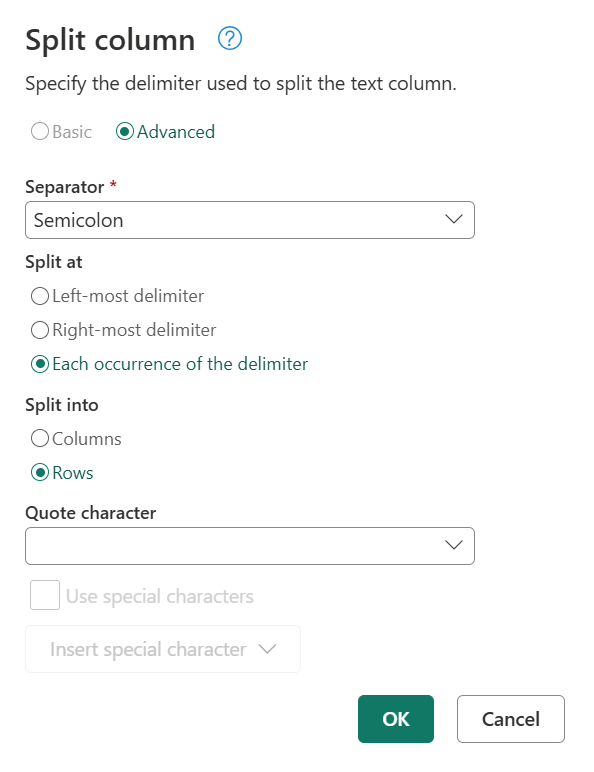 Split column ?
Specify the delimiter used to split the text column.
Basic Advanced
Separator *
Semicolon
Split at
Left-most delimiter
Right-most delimiter
Each occurrence of the delimiter
Split into
Columns
Rows
Quote character
Use special characters
Insert special character
OK Cancel